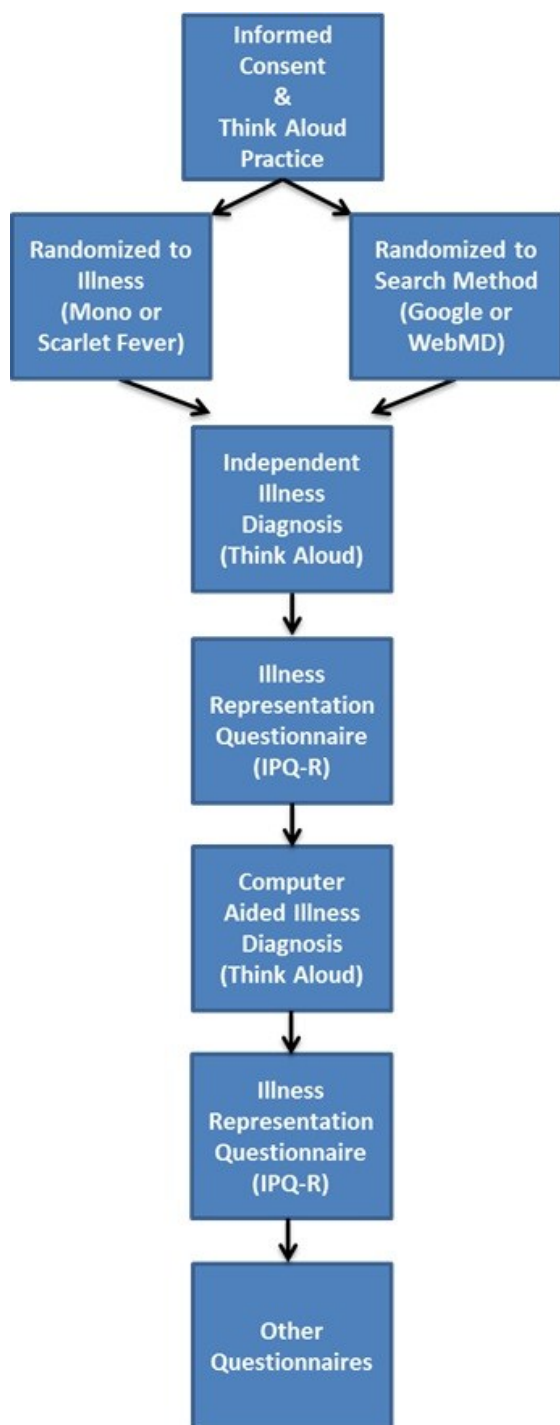 Informed
Consent
&
Think Aloud
Practice
Randomized to
Illness
(Mono or
Scarlet Fever)
Randomized to
Search Method
(Google or
WebMD)
Independent
Illness
Diagnosis
(Think Aloud)
Illness
Representation
Questionnaire
(IPQ-R)
Computer
Aided Illness
Diagnosis
(Think Aloud)
Illness
Representation
Questionnaire
(IPQ-R)
Other
Questionnaires